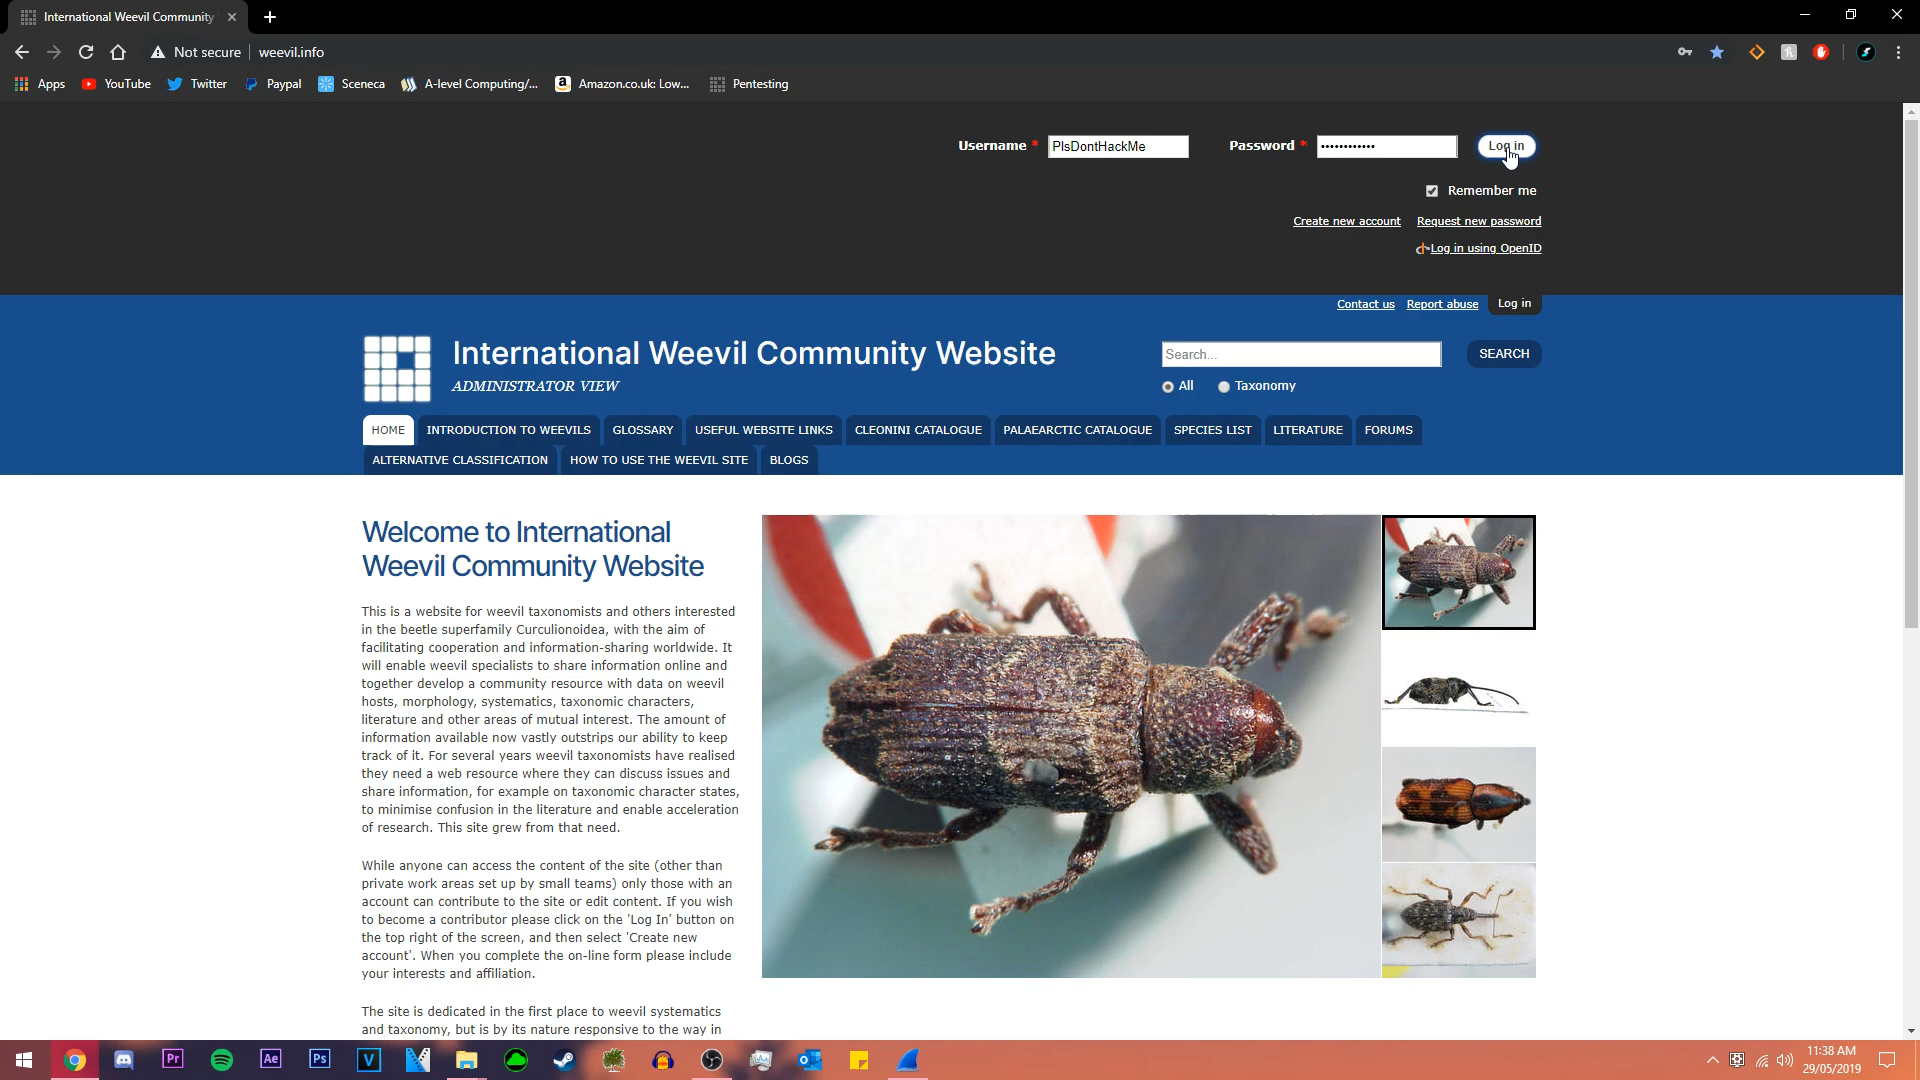 International Weevil Community
Not secure weevil.info
Apps YouTube Twitter Paypal Sceneca A-level Computing/... Amazon.co.uk: Low... Pentesting
Username * PlsDontHackMe Password * •••••••••••• Log in
Remember me
Create new account Request new password
Log in using OpenID
Contact us Report abuse Log in
International Weevil Community Website
ADMINISTRATOR VIEW
Search... SEARCH
All Taxonomy
HOME INTRODUCTION TO WEEVILS GLOSSARY USEFUL WEBSITE LINKS CLEONINI CATALOGUE PALAEARCTIC CATALOGUE SPECIES LIST LITERATURE FORUMS
ALTERNATIVE CLASSIFICATION HOW TO USE THE WEEVIL SITE BLOGS
Welcome to International
Weevil Community Website
This is a website for weevil taxonomists and others interested
in the beetle superfamily Curculionoidea, with the aim of
facilitating cooperation and information-sharing worldwide. It
will enable weevil specialists to share information online and
together develop a community resource with data on weevil
hosts, morphology, systematics, taxonomic characters,
literature and other areas of mutual interest. The amount of
information available now vastly outstrips our ability to keep
track of it. For several years weevil taxonomists have realised
they need a web resource where they can discuss issues and
share information, for example on taxonomic character states,
to minimise confusion in the literature and enable acceleration
of research. This site grew from that need.
While anyone can access the content of the site (other than
private work areas set up by small teams) only those with an
account can contribute to the site or edit content. If you wish
to become a contributor please click on the 'Log In' button on
the top right of the screen, and then select 'Create new
account'. When you complete the on-line form please include
your interests and affiliation.
The site is dedicated in the first place to weevil systematics
and taxonomy, but is by its nature responsive to the way in
Pr Ae Ps V
11:38 AM
29/05/2019